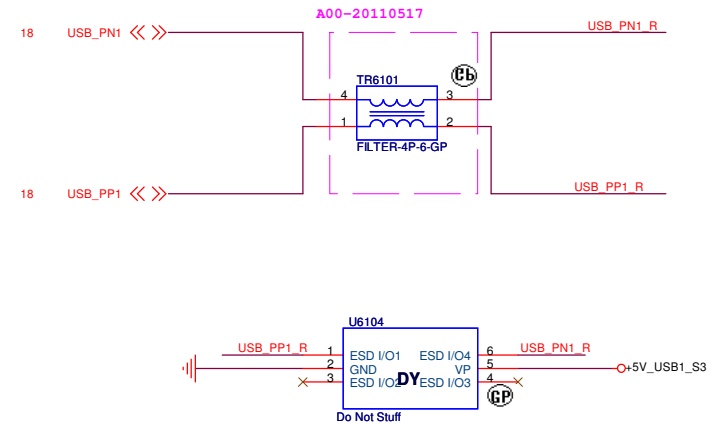 A00-20110517
18 USB_PN1 USB_PN1_R
TR6101 Cb
4 3
1 2
FILTER-4P-6-GP
18 USB_PP1 USB_PP1_R
U6104
USB_PP1_R 1 ESD I/O1 ESD I/O4 6 USB_PN1_R
2 GND VP 5 +5V_USB1_S3
3 ESD I/O2 DY ESD I/O3 4
GP
Do Not Stuff